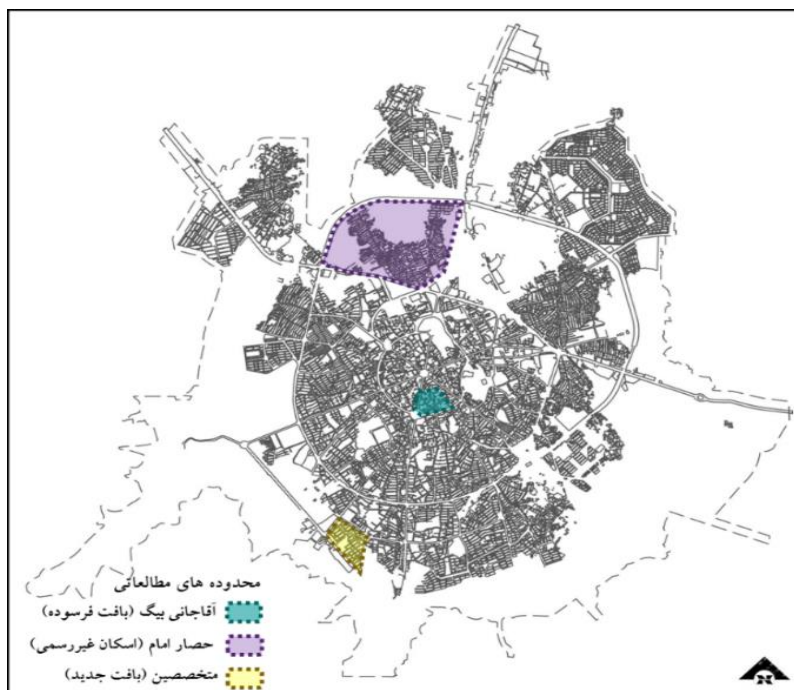 محدوده های مطالعاتی
آقاجانی بیگ (بافت فرسوده)
حصار امام (اسکان غیررسمی)
متخصصین (بافت جدید)